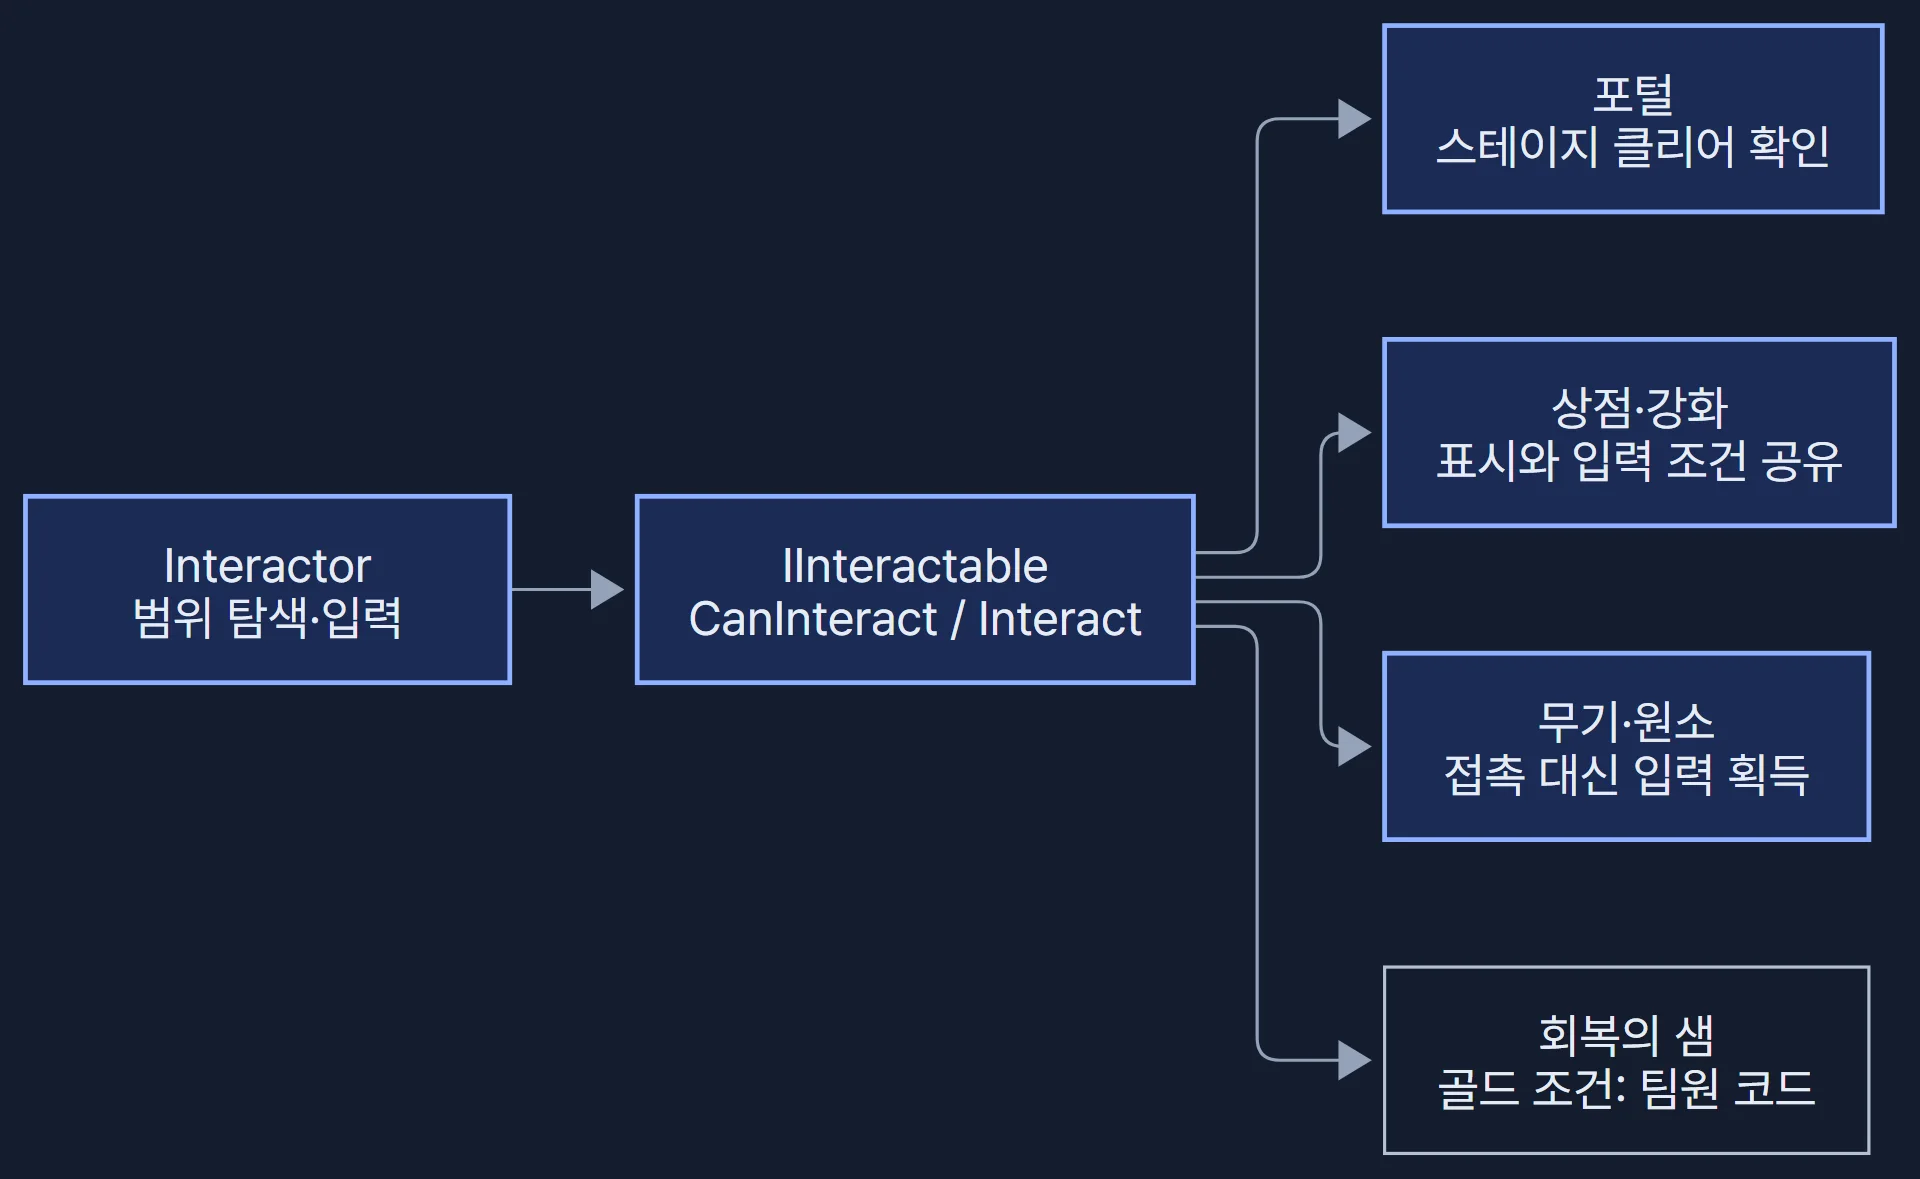 Interactor
범위 탐색·입력
IInteractable
CanInteract / Interact
포털
스테이지 클리어 확인
상점·강화
표시와 입력 조건 공유
무기·원소
접촉 대신 입력 획득
회복의 샘
골드 조건: 팀원 코드